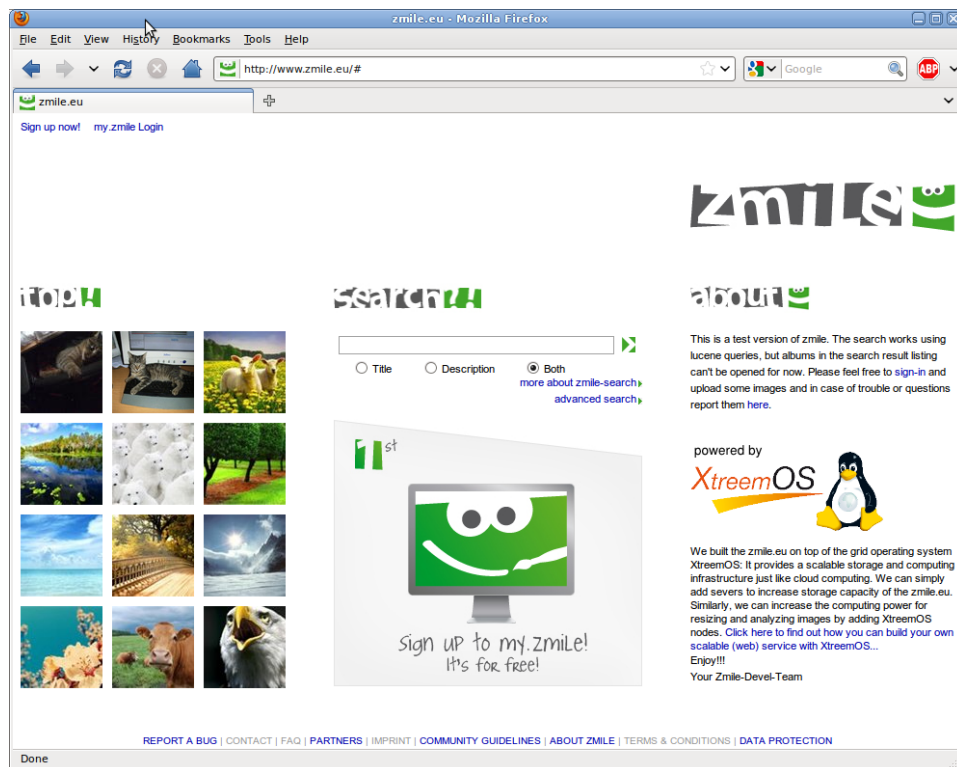 zmile.eu - Mozilla Firefox
File Edit View History Bookmarks Tools Help
http://www.zmile.eu/#
Google
ABP
zmile.eu
Sign up now! my.zmile Login
zmile
top
search
about
Title Description Both
more about zmile-search
advanced search
1st
Sign up to my.zmile!
It's for free!
This is a test version of zmile. The search works using
lucene queries, but albums in the search result listing
can't be opened for now. Please feel free to sign-in and
upload some images and in case of trouble or questions
report them here.
powered by
XtreemOS
We built the zmile.eu on top of the grid operating system
XtreemOS: It provides a scalable storage and computing
infrastructure just like cloud computing. We can simply
add severs to increase storage capacity of the zmile.eu.
Similarly, we can increase the computing power for
resizing and analyzing images by adding XtreemOS
nodes. Click here to find out how you can build your own
scalable (web) service with XtreemOS...
Enjoy!!!
Your Zmile-Devel-Team
REPORT A BUG | CONTACT | FAQ | PARTNERS | IMPRINT | COMMUNITY GUIDELINES | ABOUT ZMILE | TERMS & CONDITIONS | DATA PROTECTION
Done